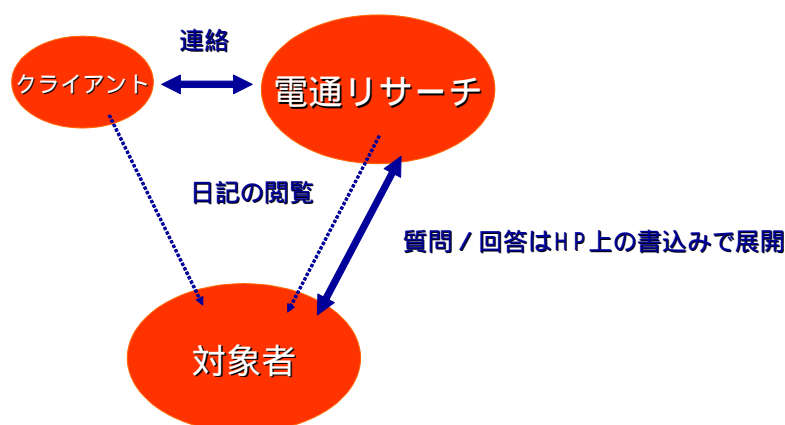 連絡
クライアント
電通リサーチ
日記の閲覧
質問／回答はＨＰ上の書込みで展開
対象者